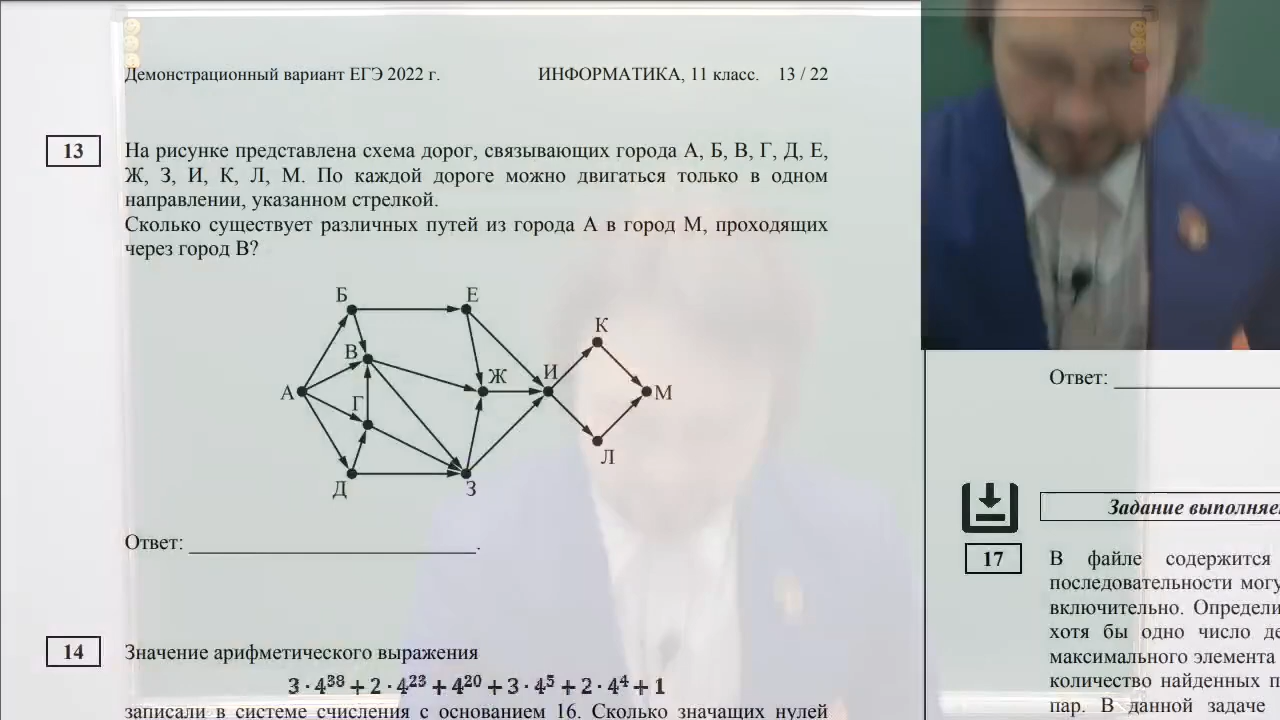 Демонстрационный вариант ЕГЭ 2022 г.
ИНФОРМАТИКА, 11 класс. 13 / 22
13
На рисунке представлена схема дорог, связывающих города А, Б, В, Г, Д, Е,
Ж, З, И, К, Л, М. По каждой дороге можно двигаться только в одном
направлении, указанном стрелкой.
Сколько существует различных путей из города А в город М, проходящих
через город В?
Б
Е
К
В
Ж
И
А
М
Г
Л
Д
З
Ответ: ____________________________.
14
Значение арифметического выражения
3·4³⁸ + 2·4²³ + 4²⁰ + 3·4⁵ + 2·4⁴ + 1
записали в системе счисления с основанием 16. Сколько значащих нулей
Ответ: ________________
Задание выполняе
17
В файле содержится
последовательности могу
включительно. Определи
хотя бы одно число де
максимального элемента
количество найденных п
пар. В данной задаче